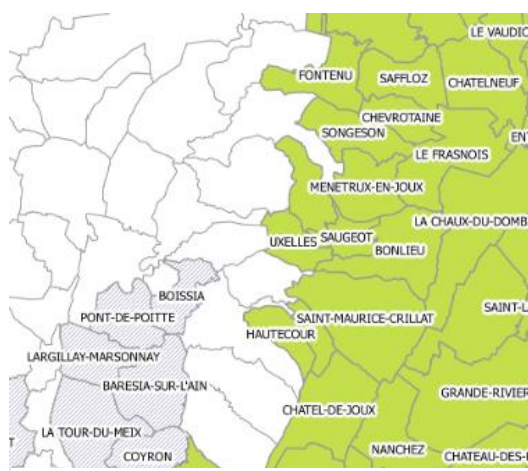 LE VAUDIO
FONTENU
SAFFLOZ
CHATELNEUF
CHEVROTAINE
SONGESON
ENT
LE FRASNOIS
MENETRUX-EN-JOUX
LA CHAUX-DU-DOMB
UXELLES
SAUGEOT
BONLIEU
BOISSIA
PONT-DE-POITTE
SAINT-MAURICE-CRILLAT
SAINT-L
HAUTECOUR
LARGILLAY-MARSONNAY
BARESIA-SUR-L'AIN
GRANDE-RIVIER
CHATEL-DE-JOUX
LA TOUR-DU-MEIX
T
COYRON
NANCHEZ
CHATEAU-DES-P